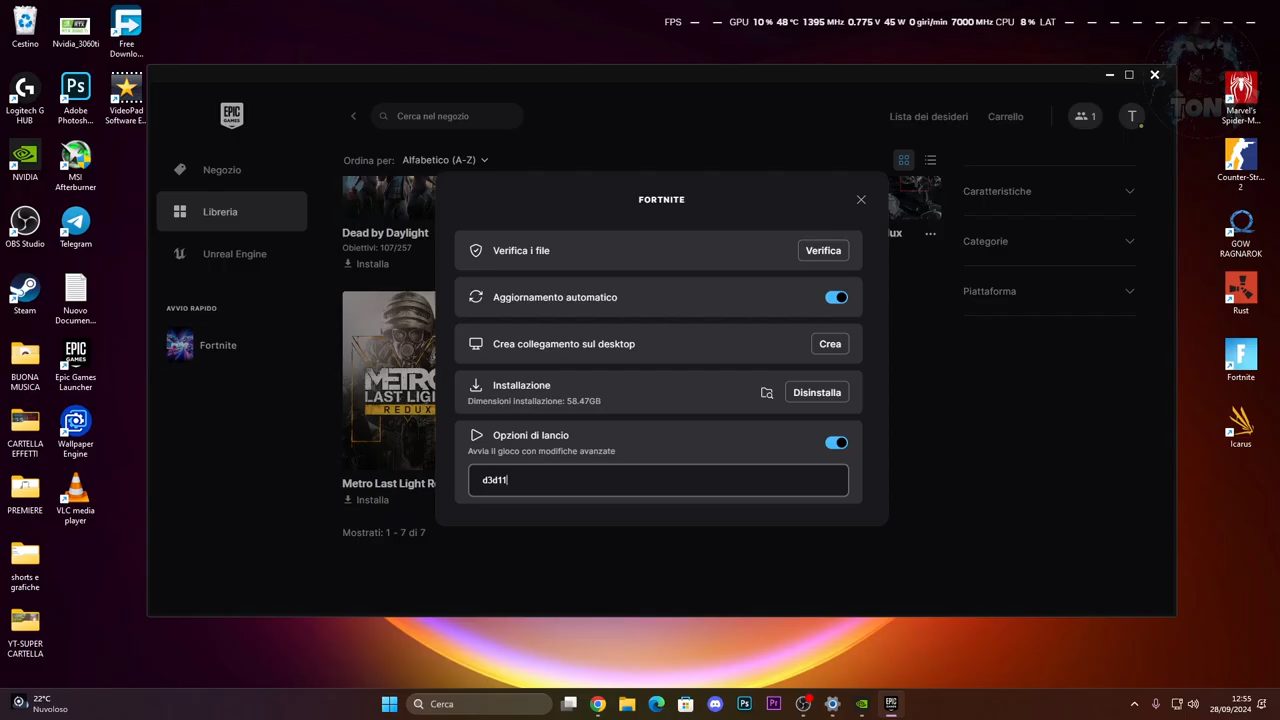 FPS — — GPU 10 % 48 °C 1395 MHz 0.775 V 45 W 0 giri/min 7000 MHz CPU 8 % LAT — — — — — — — —
Cestino
Nvidia_3060ti
Free Downlo...
Logitech G HUB
Adobe Photosh...
VideoPad Software E...
NVIDIA
MSI Afterburner
OBS Studio
Telegram
Steam
Nuovo Documen...
BUONA MUSICA
Epic Games Launcher
CARTELLA EFFETTI
Wallpaper Engine
PREMIERE
VLC media player
shorts e grafiche
YT-SUPER CARTELLA
EPIC GAMES
Cerca nel negozio
Lista dei desideri
Carrello
1
T
Negozio
Libreria
Unreal Engine
AVVIO RAPIDO
Fortnite
Ordina per: Alfabetico (A-Z)
Dead by Daylight
Obiettivi: 107/257
Installa
METRO
LAST LIGH
REDUX
Metro Last Light R
Installa
Mostrati: 1 - 7 di 7
dux
Caratteristiche
Categorie
Piattaforma
FORTNITE
Verifica i file
Verifica
Aggiornamento automatico
Crea collegamento sul desktop
Crea
Installazione
Dimensioni Installazione: 58.47GB
Disinstalla
Opzioni di lancio
Avvia il gioco con modifiche avanzate
d3d11
TON
Marvel's Spider-M...
Counter-Str... 2
GOW RAGNAROK
Rust
Fortnite
Icarus
22°C
Nuvoloso
Cerca
12:55
28/09/2024